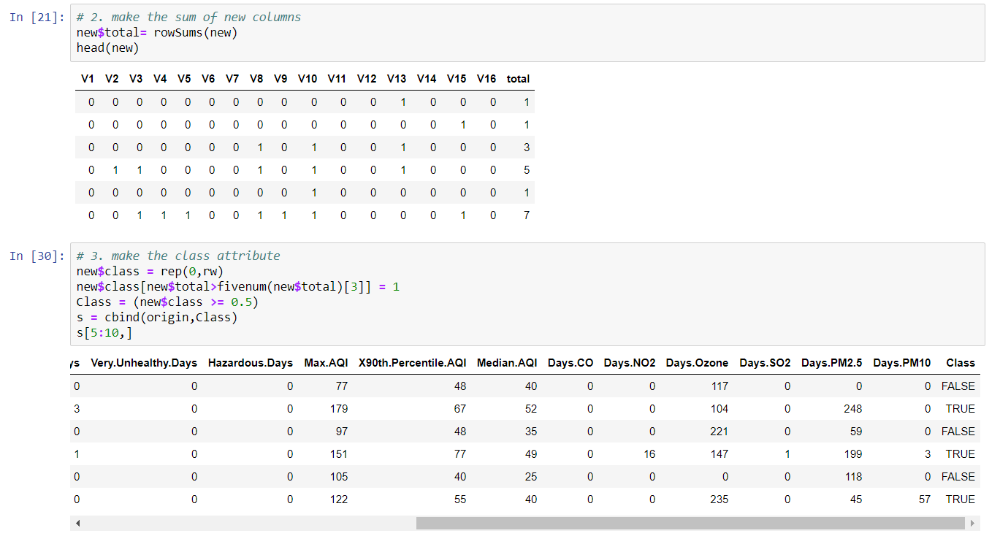 In [21]: # 2. make the sum of new columns
new$total= rowSums(new)
head(new)
V1 V2 V3 V4 V5 V6 V7 V8 V9 V10 V11 V12 V13 V14 V15 V16 total
0 0 0 0 0 0 0 0 0 0 0 0 1 0 0 0 1
0 0 0 0 0 0 0 0 0 0 0 0 0 0 1 0 1
0 0 0 0 0 0 0 1 0 1 0 0 1 0 0 0 3
0 1 1 0 0 0 0 1 0 1 0 0 1 0 0 0 5
0 0 0 0 0 0 0 0 0 1 0 0 0 0 0 0 1
0 0 1 1 1 0 0 1 1 1 0 0 0 0 1 0 7
In [30]: # 3. make the class attribute
new$class = rep(0,rw)
new$class[new$total>fivenum(new$total)[3]] = 1
Class = (new$class >= 0.5)
s = cbind(origin,Class)
s[5:10,]
ys Very.Unhealthy.Days Hazardous.Days Max.AQI X90th.Percentile.AQI Median.AQI Days.CO Days.NO2 Days.Ozone Days.SO2 Days.PM2.5 Days.PM10 Class
0 0 0 77 48 40 0 0 117 0 0 0 FALSE
3 0 0 179 67 52 0 0 104 0 248 0 TRUE
0 0 0 97 48 35 0 0 221 0 59 0 FALSE
1 0 0 151 77 49 0 16 147 1 199 3 TRUE
0 0 0 105 40 25 0 0 0 0 118 0 FALSE
0 0 0 122 55 40 0 0 235 0 45 57 TRUE